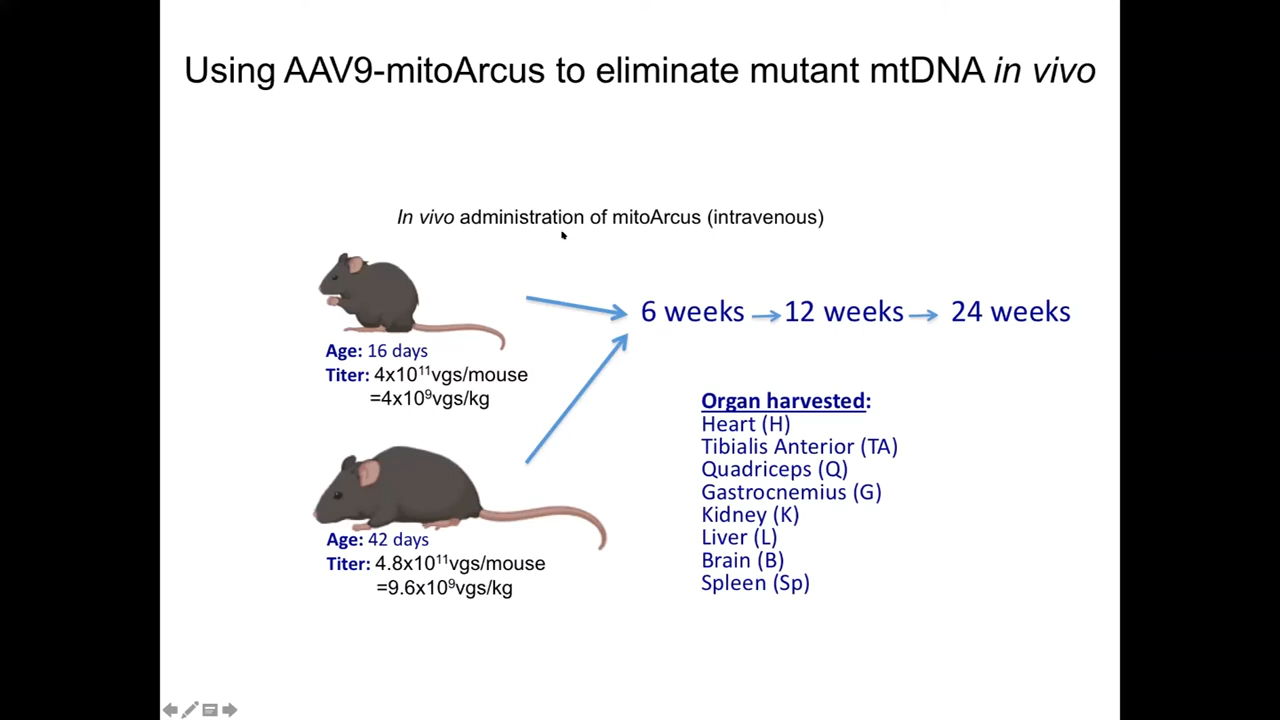 Using AAV9-mitoArcus to eliminate mutant mtDNA in vivo
In vivo administration of mitoArcus (intravenous)
6 weeks → 12 weeks → 24 weeks
Age: 16 days
Titer: 4x10¹¹vgs/mouse
=4x10⁹vgs/kg
Age: 42 days
Titer: 4.8x10¹¹vgs/mouse
=9.6x10⁹vgs/kg
Organ harvested:
Heart (H)
Tibialis Anterior (TA)
Quadriceps (Q)
Gastrocnemius (G)
Kidney (K)
Liver (L)
Brain (B)
Spleen (Sp)